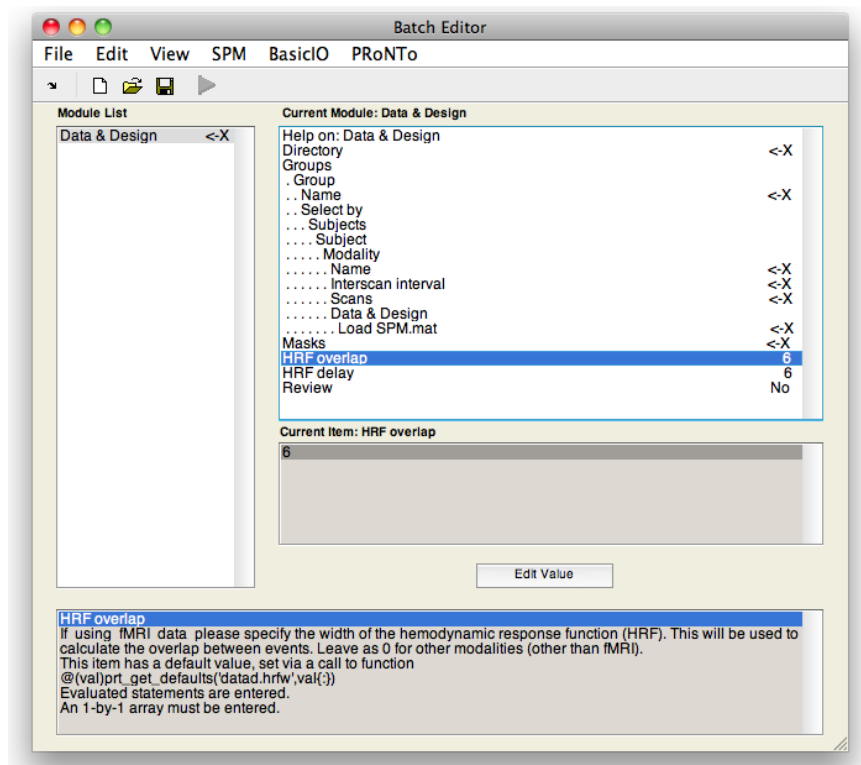 Batch Editor
File Edit View SPM BasicIO PRoNTo
Module List
Data & Design <-X
Current Module: Data & Design
Help on: Data & Design
Directory <-X
Groups
. Group
. . Name <-X
. . Select by
. . . Subjects
. . . . Subject
. . . . . Modality
. . . . . . Name <-X
. . . . . . Interscan interval <-X
. . . . . . Scans <-X
. . . . . . Data & Design
. . . . . . . Load SPM.mat <-X
Masks <-X
HRF overlap 6
HRF delay 6
Review No
Current Item: HRF overlap
6
Edit Value
HRF overlap
If using fMRI data please specify the width of the hemodynamic response function (HRF). This will be used to
calculate the overlap between events. Leave as 0 for other modalities (other than fMRI).
This item has a default value, set via a call to function
@(val)prt_get_defaults('datad.hrfw',val{:})
Evaluated statements are entered.
An 1-by-1 array must be entered.